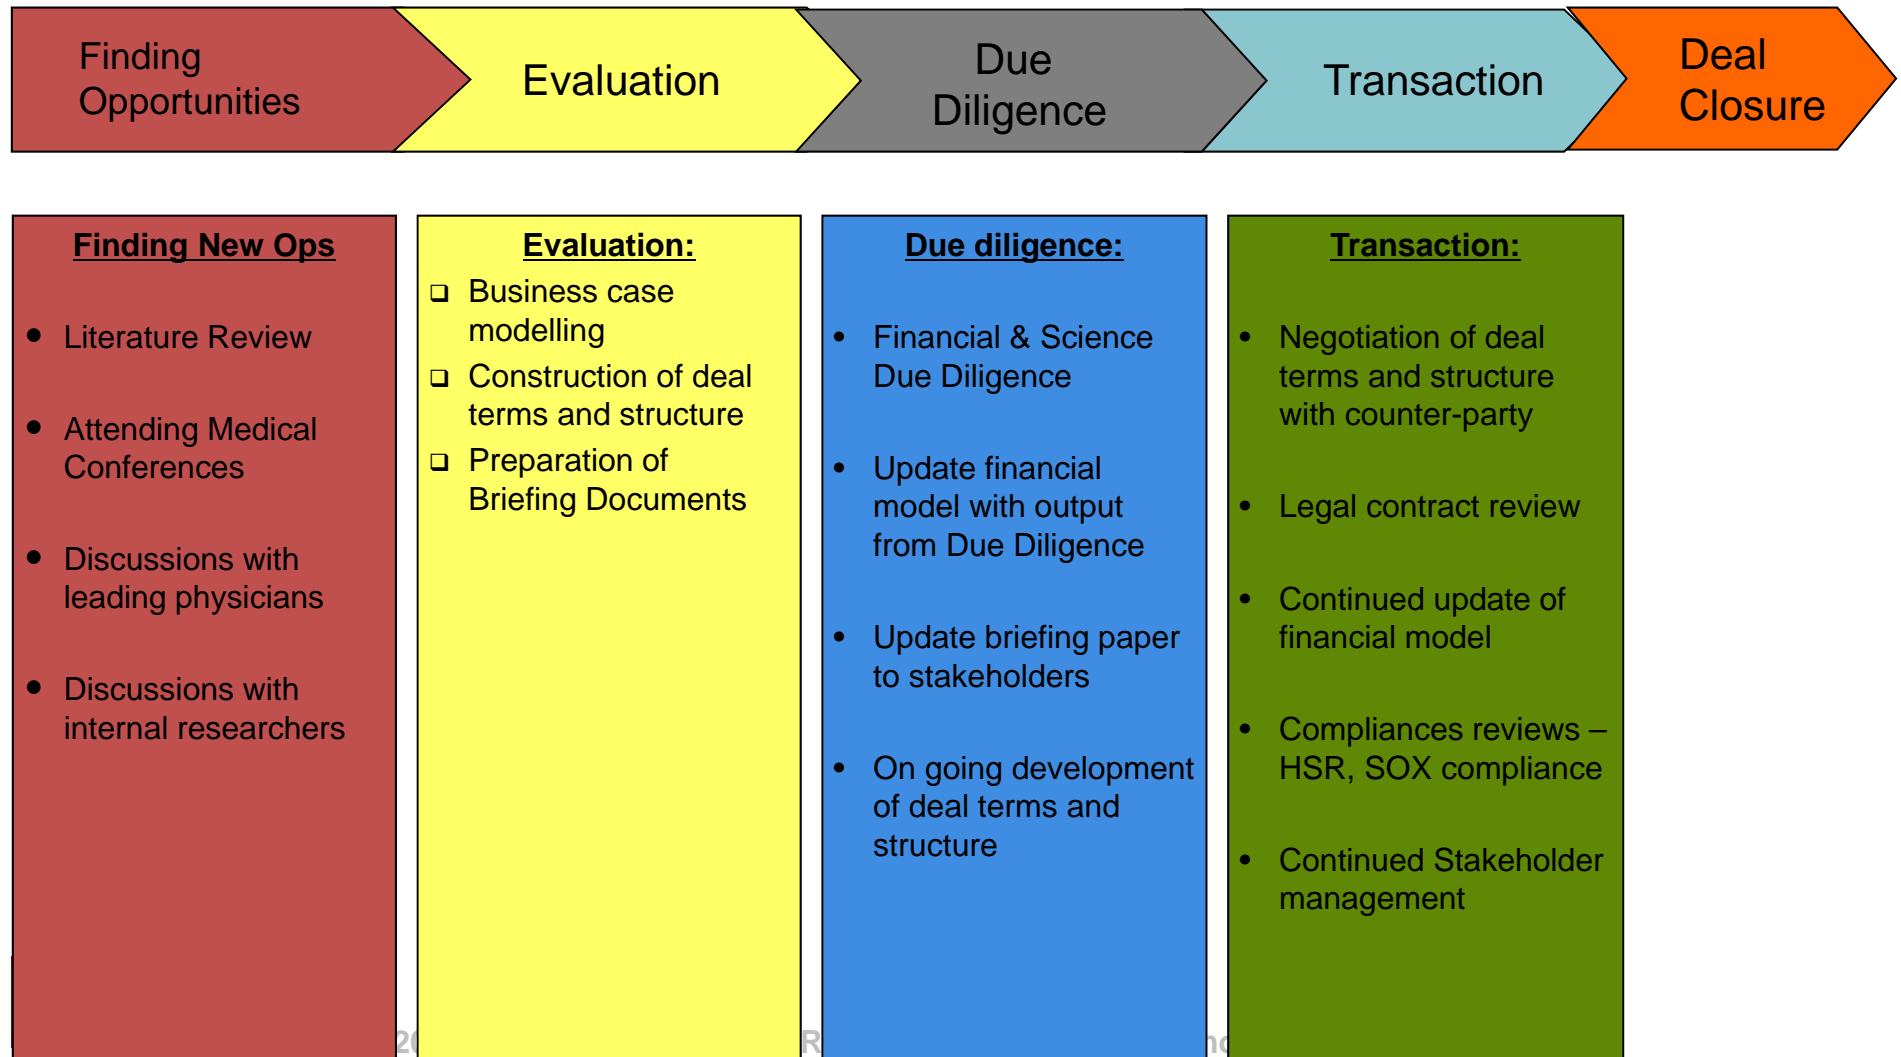 Finding
Opportunities
Evaluation
Due
Diligence
Transaction
Deal
Closure
Finding New Ops
• Literature Review
• Attending Medical
Conferences
• Discussions with
leading physicians
• Discussions with
internal researchers
Evaluation:
❑ Business case
modelling
❑ Construction of deal
terms and structure
❑ Preparation of
Briefing Documents
Due diligence:
• Financial & Science
Due Diligence
• Update financial
model with output
from Due Diligence
• Update briefing paper
to stakeholders
• On going development
of deal terms and
structure
Transaction:
• Negotiation of deal
terms and structure
with counter-party
• Legal contract review
• Continued update of
financial model
• Compliances reviews –
HSR, SOX compliance
• Continued Stakeholder
management